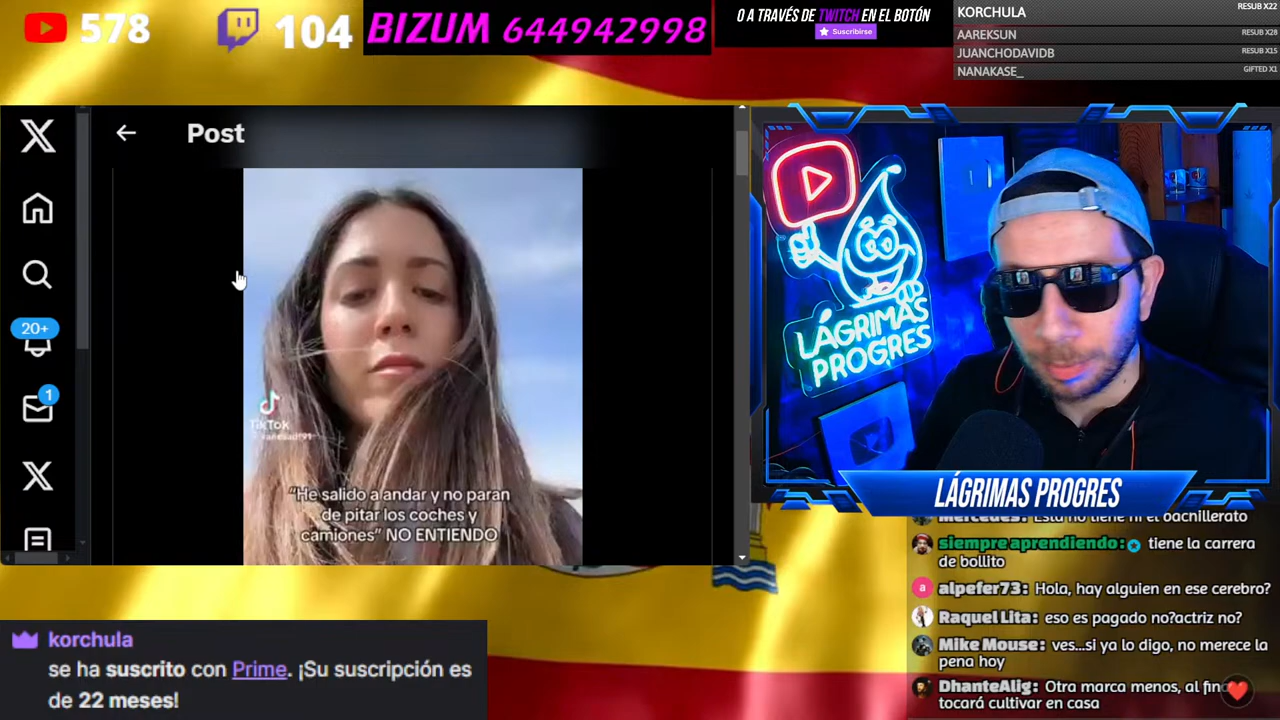 578
104
BIZUM 644942998
O A TRAVÉS DE TWITCH EN EL BOTÓN
Suscribirse
KORCHULA RESUB X22
AAREKSUN RESUB X28
JUANCHODAVIDB RESUB X15
NANAKASE_ GIFTED X1
Post
20+
1
TikTok
"He salido a andar y no paran
de pitar los coches y
camiones" NO ENTIENDO
LÁGRIMAS
PROGRES
LÁGRIMAS PROGRES
Mercedes: Esta no tiene ni el bachillerato
siempre aprendiendo: tiene la carrera
de bollito
a alpefer73: Hola, hay alguien en ese cerebro?
Raquel Lita: eso es pagado no?actriz no?
Mike Mouse: ves...si ya lo digo, no merece la
pena hoy
DhanteAlig: Otra marca menos, al fina
tocará cultivar en casa
korchula
se ha suscrito con Prime. ¡Su suscripción es
de 22 meses!